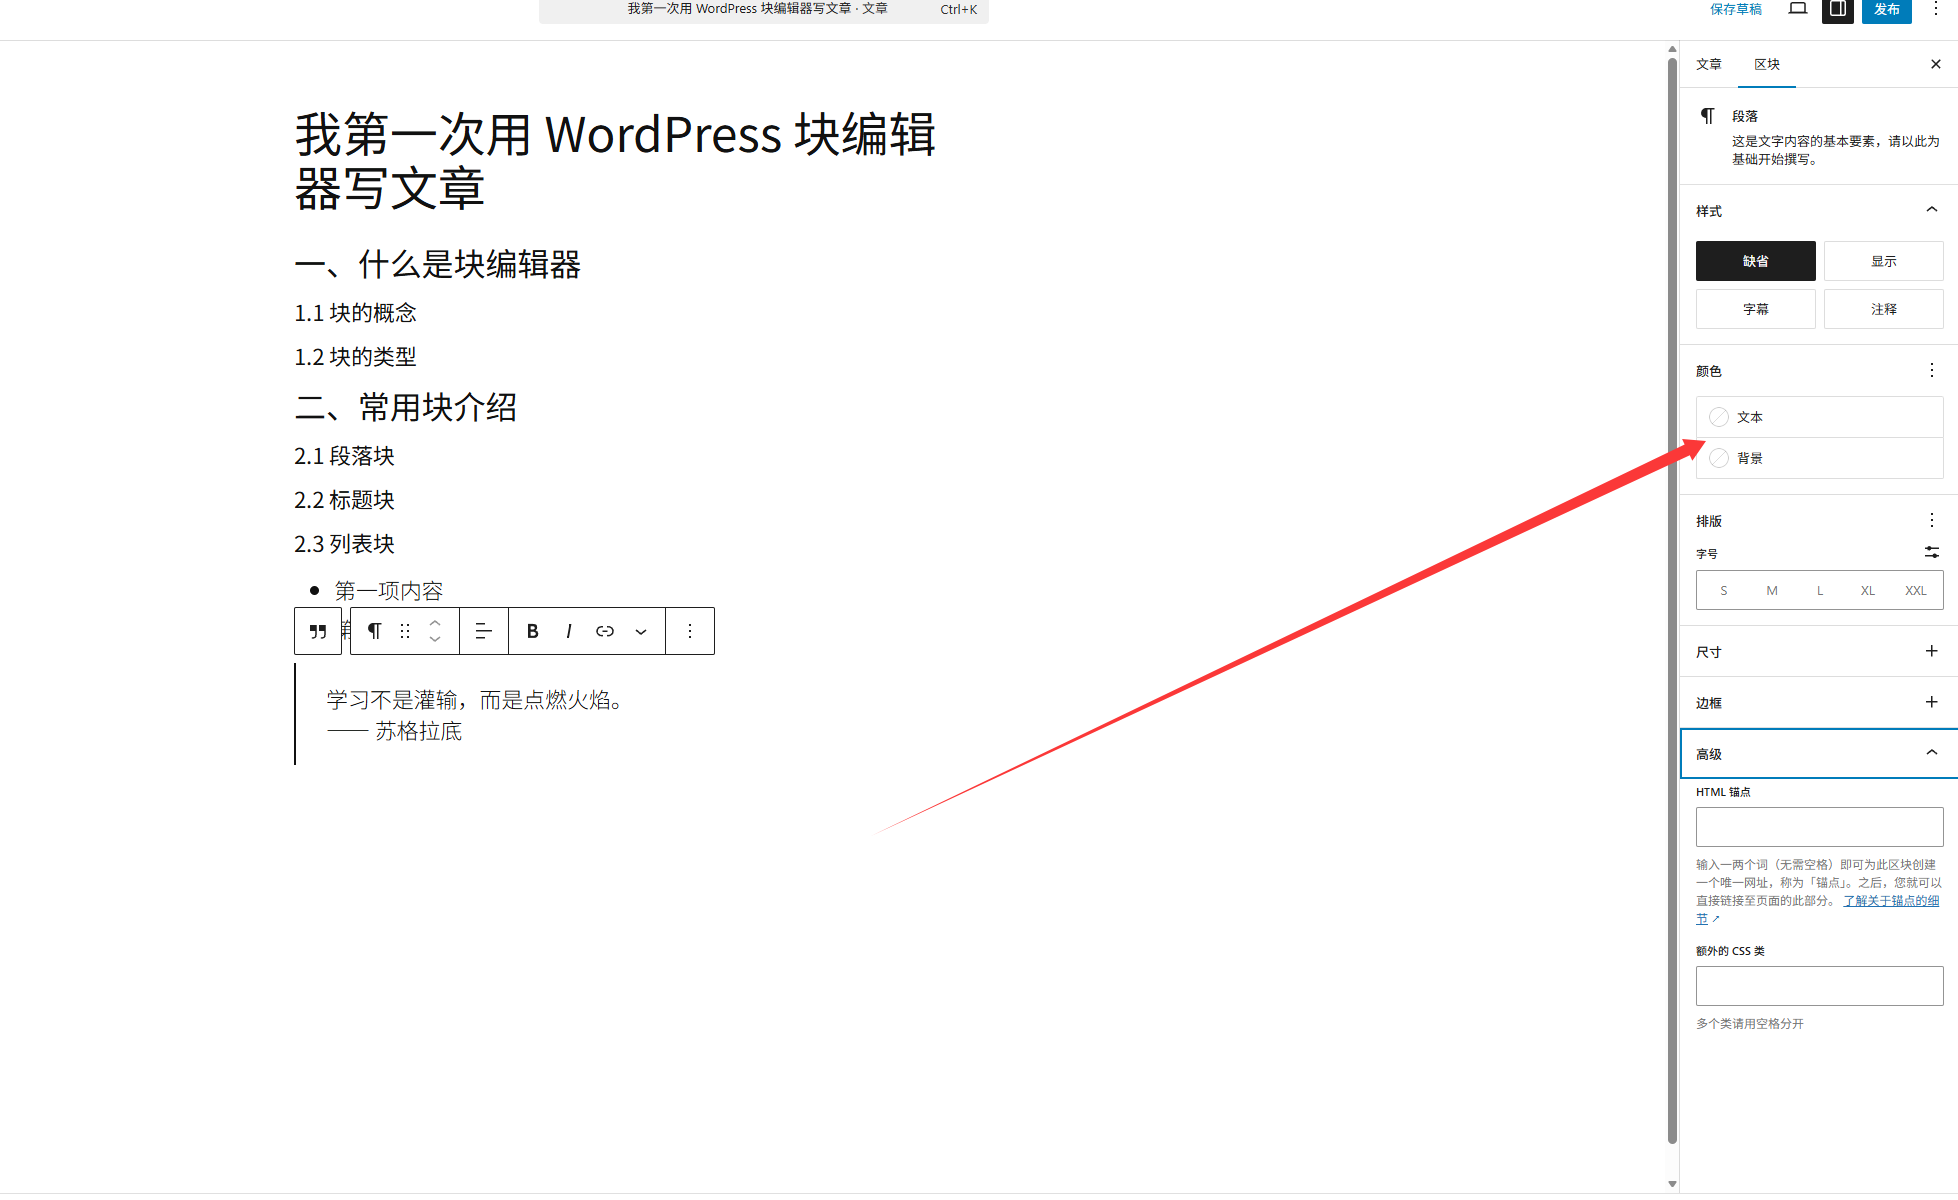 我第一次用 WordPress 块编辑器写文章 · 文章 Ctrl+K
保存草稿
发布
我第一次用 WordPress 块编辑
器写文章
一、什么是块编辑器
1.1 块的概念
1.2 块的类型
二、常用块介绍
2.1 段落块
2.2 标题块
2.3 列表块
第一项内容
B I
学习不是灌输，而是点燃火焰。
—— 苏格拉底
文章 区块
段落
这是文字内容的基本要素，请以此为
基础开始撰写。
样式
缺省 显示
字幕 注释
颜色
文本
背景
排版
字号
S M L XL XXL
尺寸
边框
高级
HTML 锚点
输入一两个词（无需空格）即可为此区块创建
一个唯一网址，称为「锚点」。之后，您就可以
直接链接至页面的此部分。 了解关于锚点的细
节 ↗
额外的 CSS 类
多个类请用空格分开